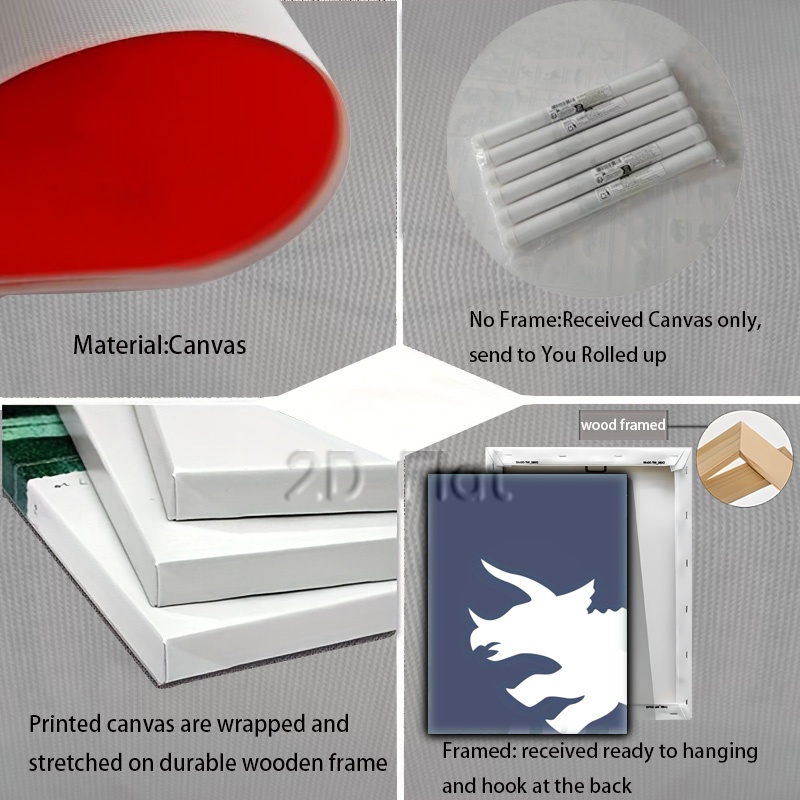 Material:Canvas
No Frame:Received Canvas only,
send to You Rolled up
2D Flat
wood framed
Printed canvas are wrapped and
stretched on durable wooden frame
Framed: received ready to hanging
and hook at the back